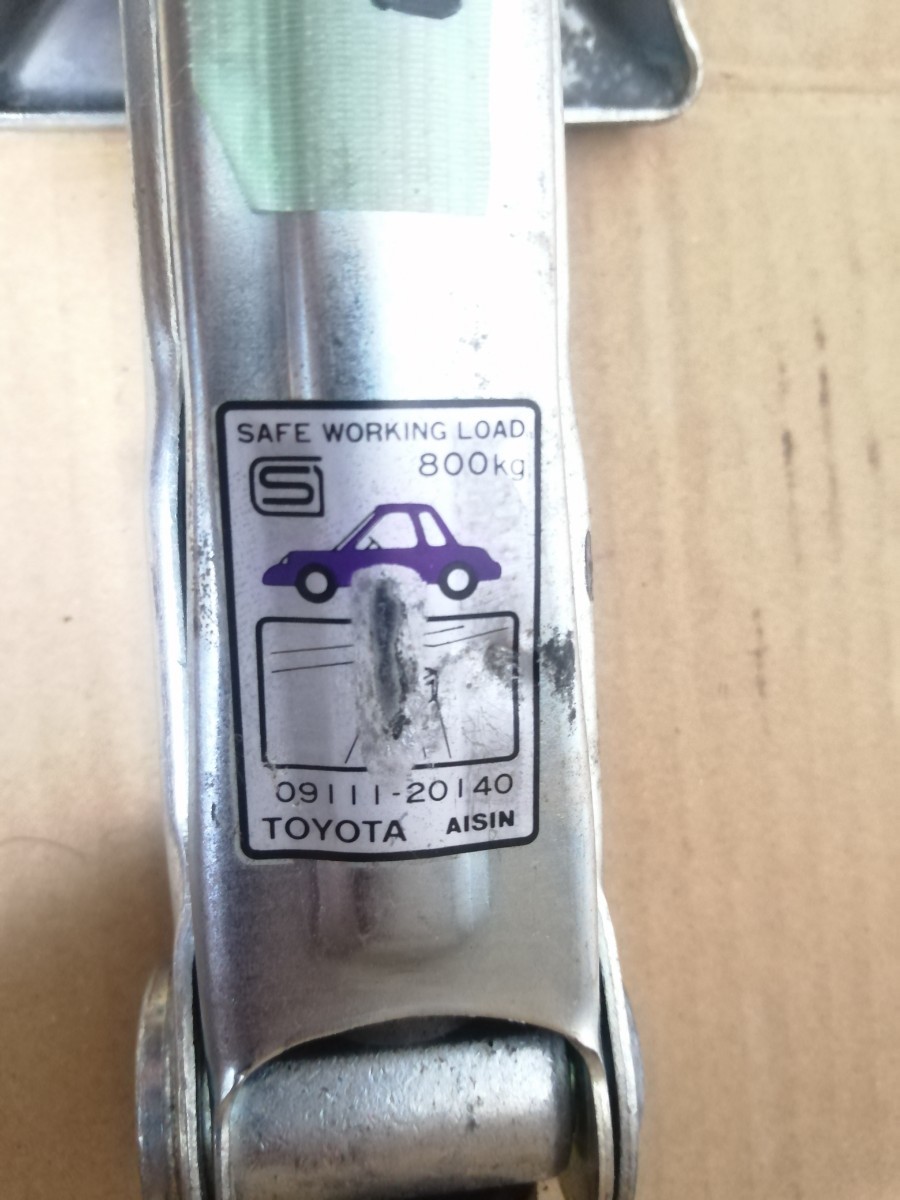 SAFE WORKING LOAD
800kg
S
09111-20140
TOYOTA AISIN